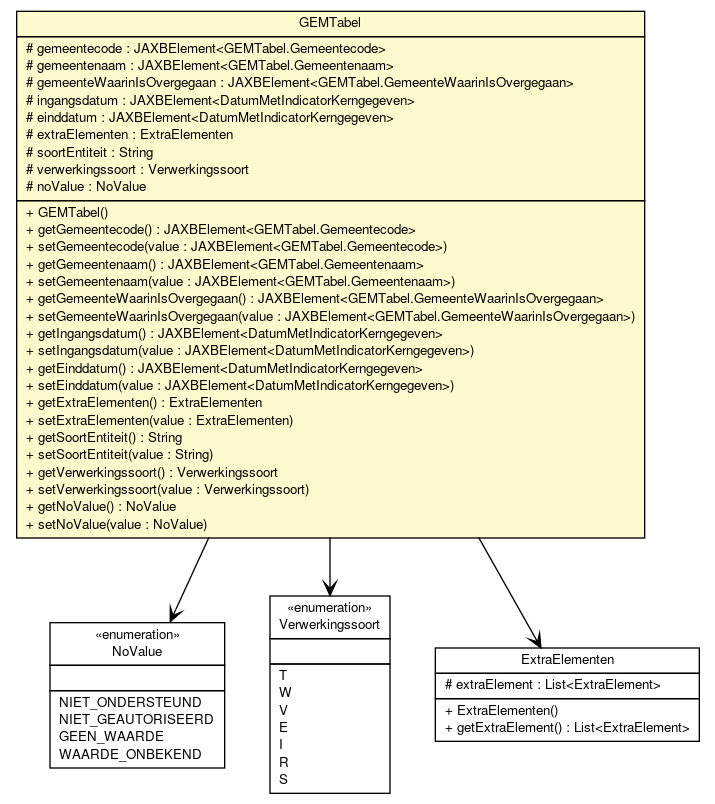 GEMTabel
# gemeentecode : JAXBElement<GEMTabel.Gemeentecode>
# gemeentenaam : JAXBElement<GEMTabel.Gemeentenaam>
# gemeenteWaarinIsOvergegaan : JAXBElement<GEMTabel.GemeenteWaarinIsOvergegaan>
# ingangsdatum : JAXBElement<DatumMetIndicatorKerngegeven>
# einddatum : JAXBElement<DatumMetIndicatorKerngegeven>
# extraElementen : ExtraElementen
# soortEntiteit : String
# verwerkingssoort : Verwerkingssoort
# noValue : NoValue
+ GEMTabel()
+ getGemeentecode() : JAXBElement<GEMTabel.Gemeentecode>
+ setGemeentecode(value : JAXBElement<GEMTabel.Gemeentecode>)
+ getGemeentenaam() : JAXBElement<GEMTabel.Gemeentenaam>
+ setGemeentenaam(value : JAXBElement<GEMTabel.Gemeentenaam>)
+ getGemeenteWaarinIsOvergegaan() : JAXBElement<GEMTabel.GemeenteWaarinIsOvergegaan>
+ setGemeenteWaarinIsOvergegaan(value : JAXBElement<GEMTabel.GemeenteWaarinIsOvergegaan>)
+ getIngangsdatum() : JAXBElement<DatumMetIndicatorKerngegeven>
+ setIngangsdatum(value : JAXBElement<DatumMetIndicatorKerngegeven>)
+ getEinddatum() : JAXBElement<DatumMetIndicatorKerngegeven>
+ setEinddatum(value : JAXBElement<DatumMetIndicatorKerngegeven>)
+ getExtraElementen() : ExtraElementen
+ setExtraElementen(value : ExtraElementen)
+ getSoortEntiteit() : String
+ setSoortEntiteit(value : String)
+ getVerwerkingssoort() : Verwerkingssoort
+ setVerwerkingssoort(value : Verwerkingssoort)
+ getNoValue() : NoValue
+ setNoValue(value : NoValue)
«enumeration»
NoValue
NIET_ONDERSTEUND
NIET_GEAUTORISEERD
GEEN_WAARDE
WAARDE_ONBEKEND
«enumeration»
Verwerkingssoort
T
W
V
E
I
R
S
ExtraElementen
# extraElement : List<ExtraElement>
+ ExtraElementen()
+ getExtraElement() : List<ExtraElement>